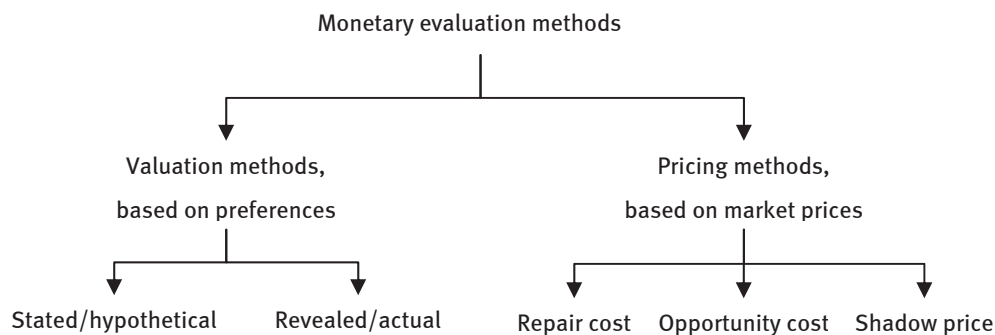 Monetary evaluation methods
Valuation methods,
based on preferences
Pricing methods,
based on market prices
Stated/hypothetical
Revealed/actual
Repair cost
Opportunity cost
Shadow price